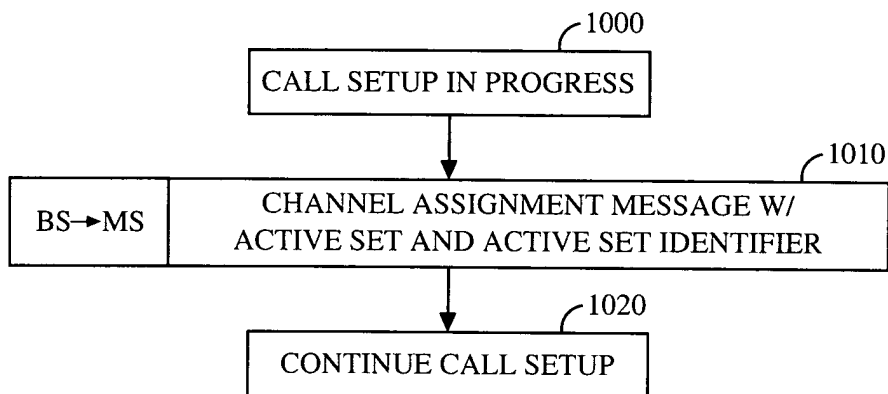 1000
CALL SETUP IN PROGRESS
1010
BS→MS
CHANNEL ASSIGNMENT MESSAGE W/
ACTIVE SET AND ACTIVE SET IDENTIFIER
1020
CONTINUE CALL SETUP